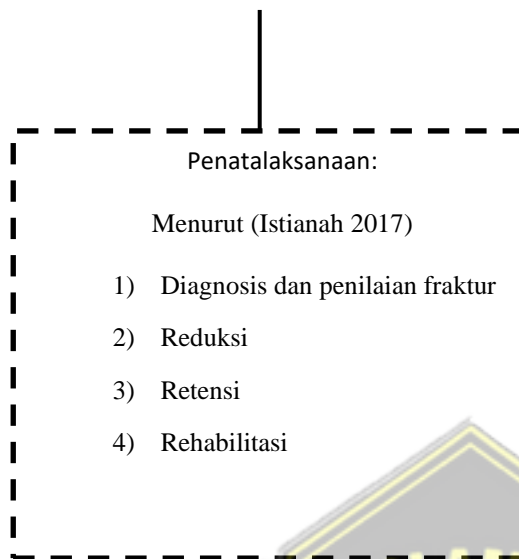 Penatalaksanaan:
Menurut (Istianah 2017)
1) Diagnosis dan penilaian fraktur
2) Reduksi
3) Retensi
4) Rehabilitasi